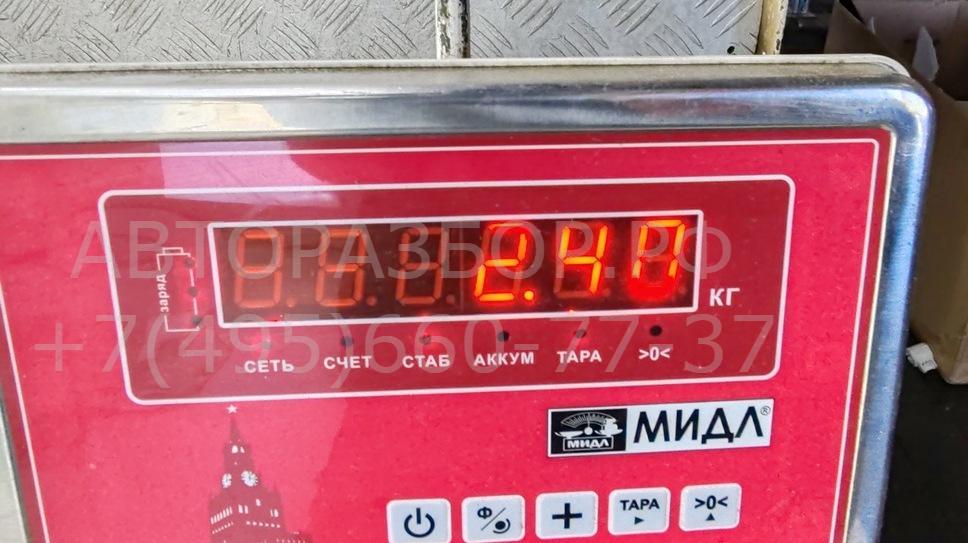 АВТОРАЗБОР.РФ
+7(495)660-77-37
заряд
2.40
КГ
СЕТЬ СЧЕТ СТАБ АККУМ ТАРА >0<
МИДЛ МИДЛ®
Ф
+
ТАРА
>0<